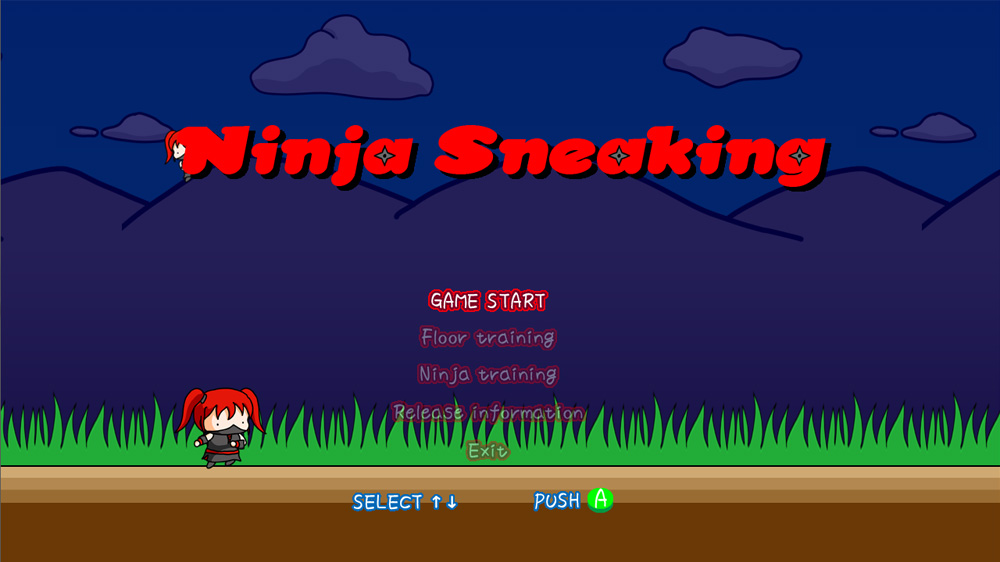 Ninja Sneaking
GAME START
Floor training
Ninja training
Release information
Exit
SELECT ↑↓ PUSH A